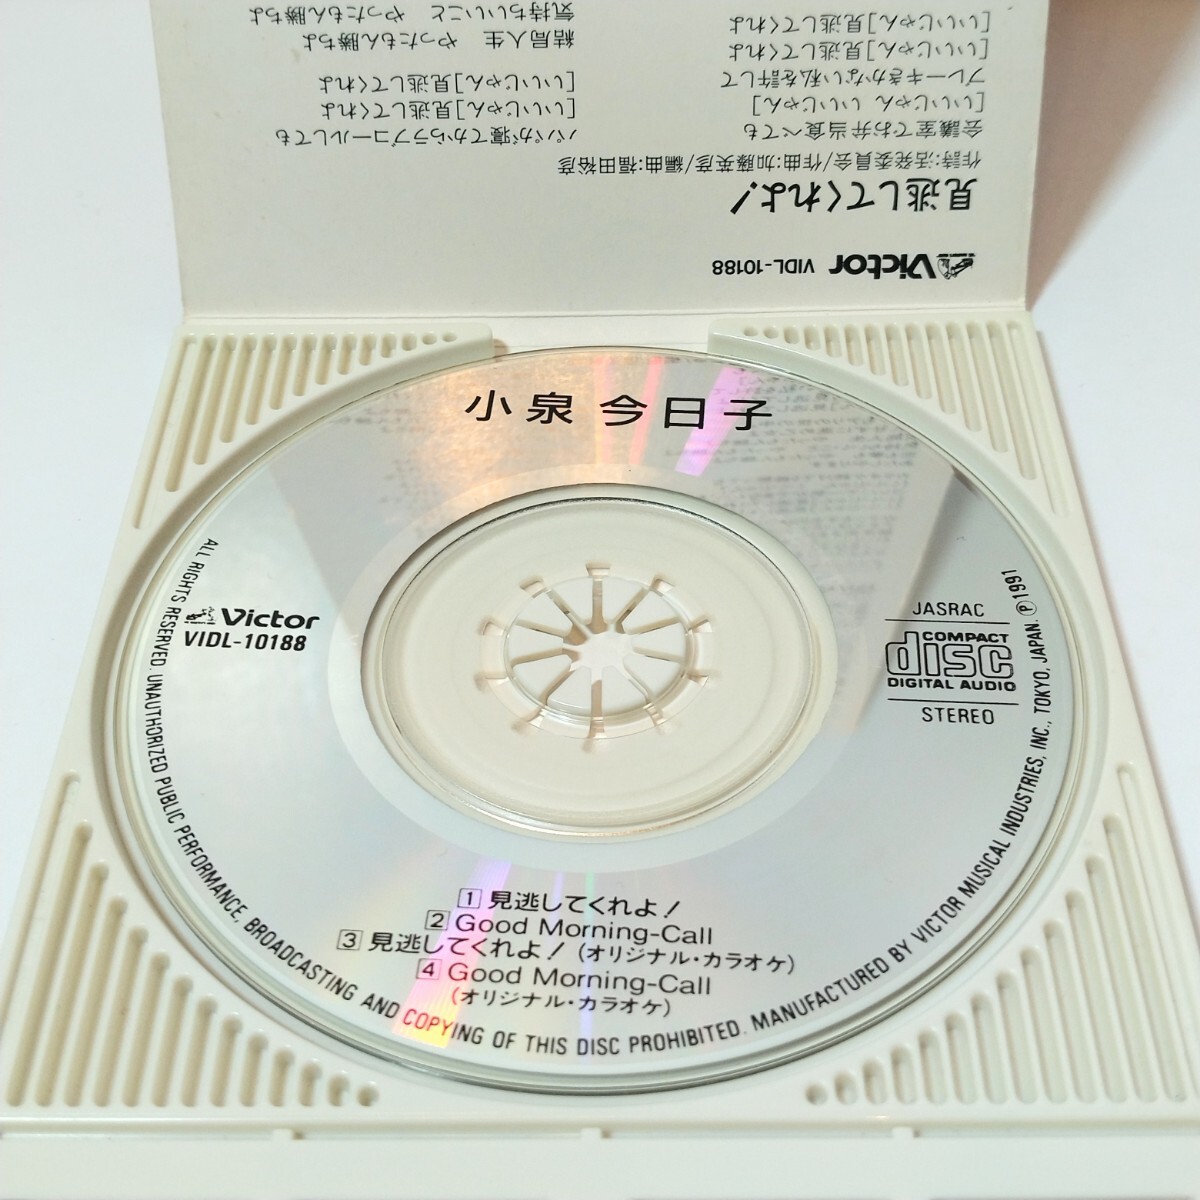 Victor VIDL-10188
見逃してくれよ!
作詩:活発委員会/作曲:加藤英彦/編曲:福田裕彦
会議室でお弁当食べても
[いいじゃん いいじゃん]
ブレーキきかない私を許して
[いいじゃん]見逃してくれよ
[いいじゃん]見逃してくれよ
パパが寝てからラブコールしても
[いいじゃん]見逃してくれよ
[いいじゃん]見逃してくれよ
結局人生 やったもん勝ちよ
気持ちいいこと やったもん勝ちよ
小泉 今日子
Victor
VIDL-10188
JASRAC
COMPACT
disc
DIGITAL AUDIO
STEREO
1 見逃してくれよ!
2 Good Morning-Call
3 見逃してくれよ! (オリジナル・カラオケ)
4 Good Morning-Call
(オリジナル・カラオケ)
ALL RIGHTS RESERVED. UNAUTHORIZED PUBLIC PERFORMANCE, BROADCASTING AND COPYING OF THIS DISC PROHIBITED. MANUFACTURED BY VICTOR MUSICAL INDUSTRIES, INC., TOKYO, JAPAN. ℗1991